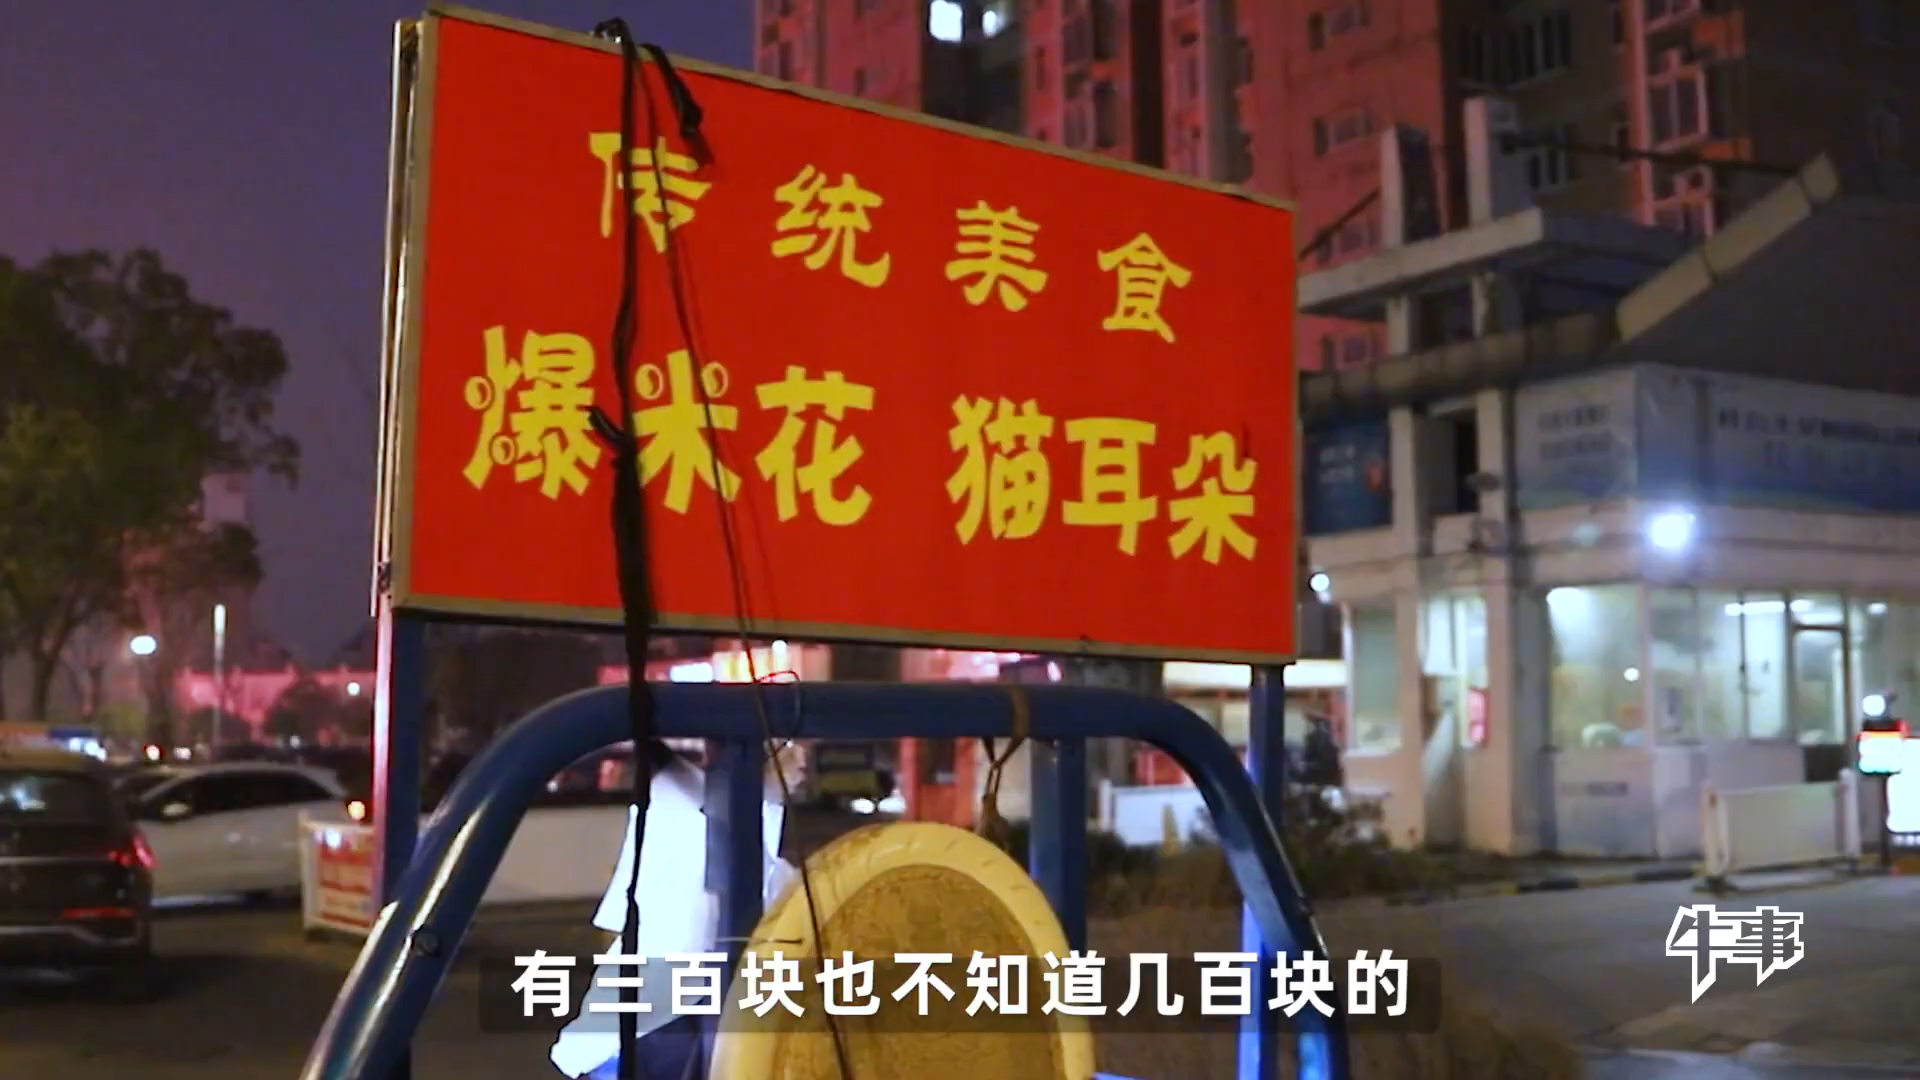 传统美食
爆米花 猫耳朵
有三百块也不知道几百块的
牛事